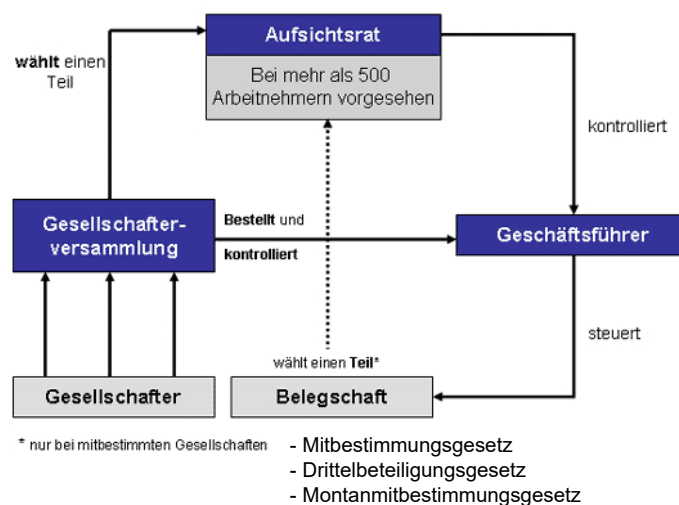 Aufsichtsrat
Bei mehr als 500
Arbeitnehmern vorgesehen
wählt einen
Teil
kontrolliert
Gesellschafter-
versammlung
Bestellt und
kontrolliert
Geschäftsführer
steuert
wählt einen Teil*
Gesellschafter
Belegschaft
* nur bei mitbestimmten Gesellschaften
- Mitbestimmungsgesetz
- Drittelbeteiligungsgesetz
- Montanmitbestimmungsgesetz